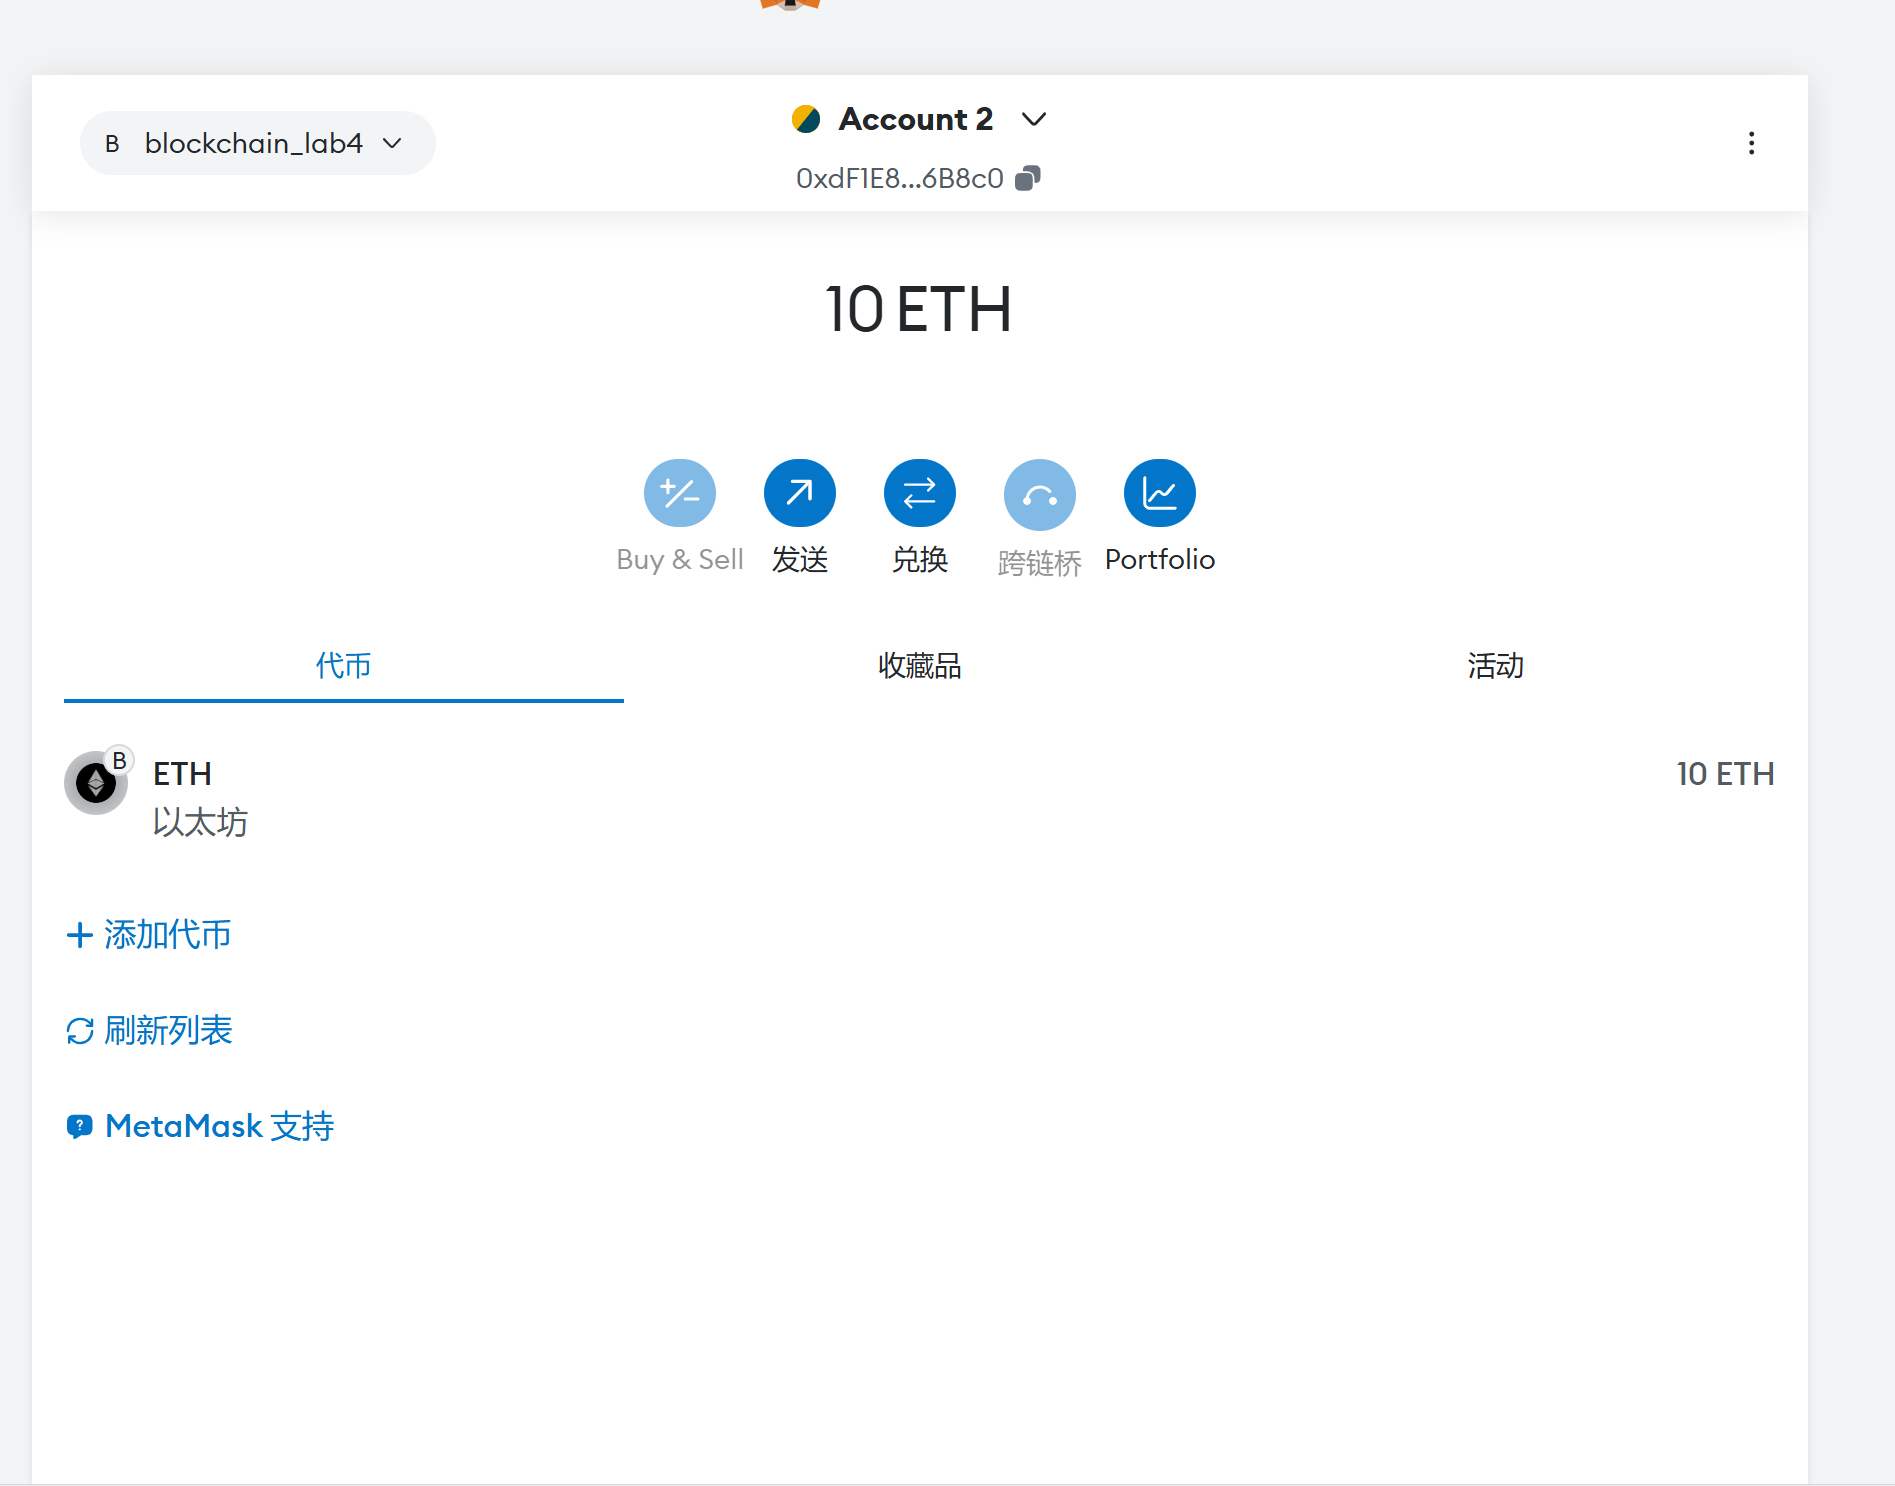 B blockchain_lab4
Account 2
0xdF1E8...6B8c0
10 ETH
Buy & Sell 发送 兑换 跨链桥 Portfolio
代币 收藏品 活动
B
ETH 10 ETH
以太坊
添加代币
刷新列表
MetaMask 支持